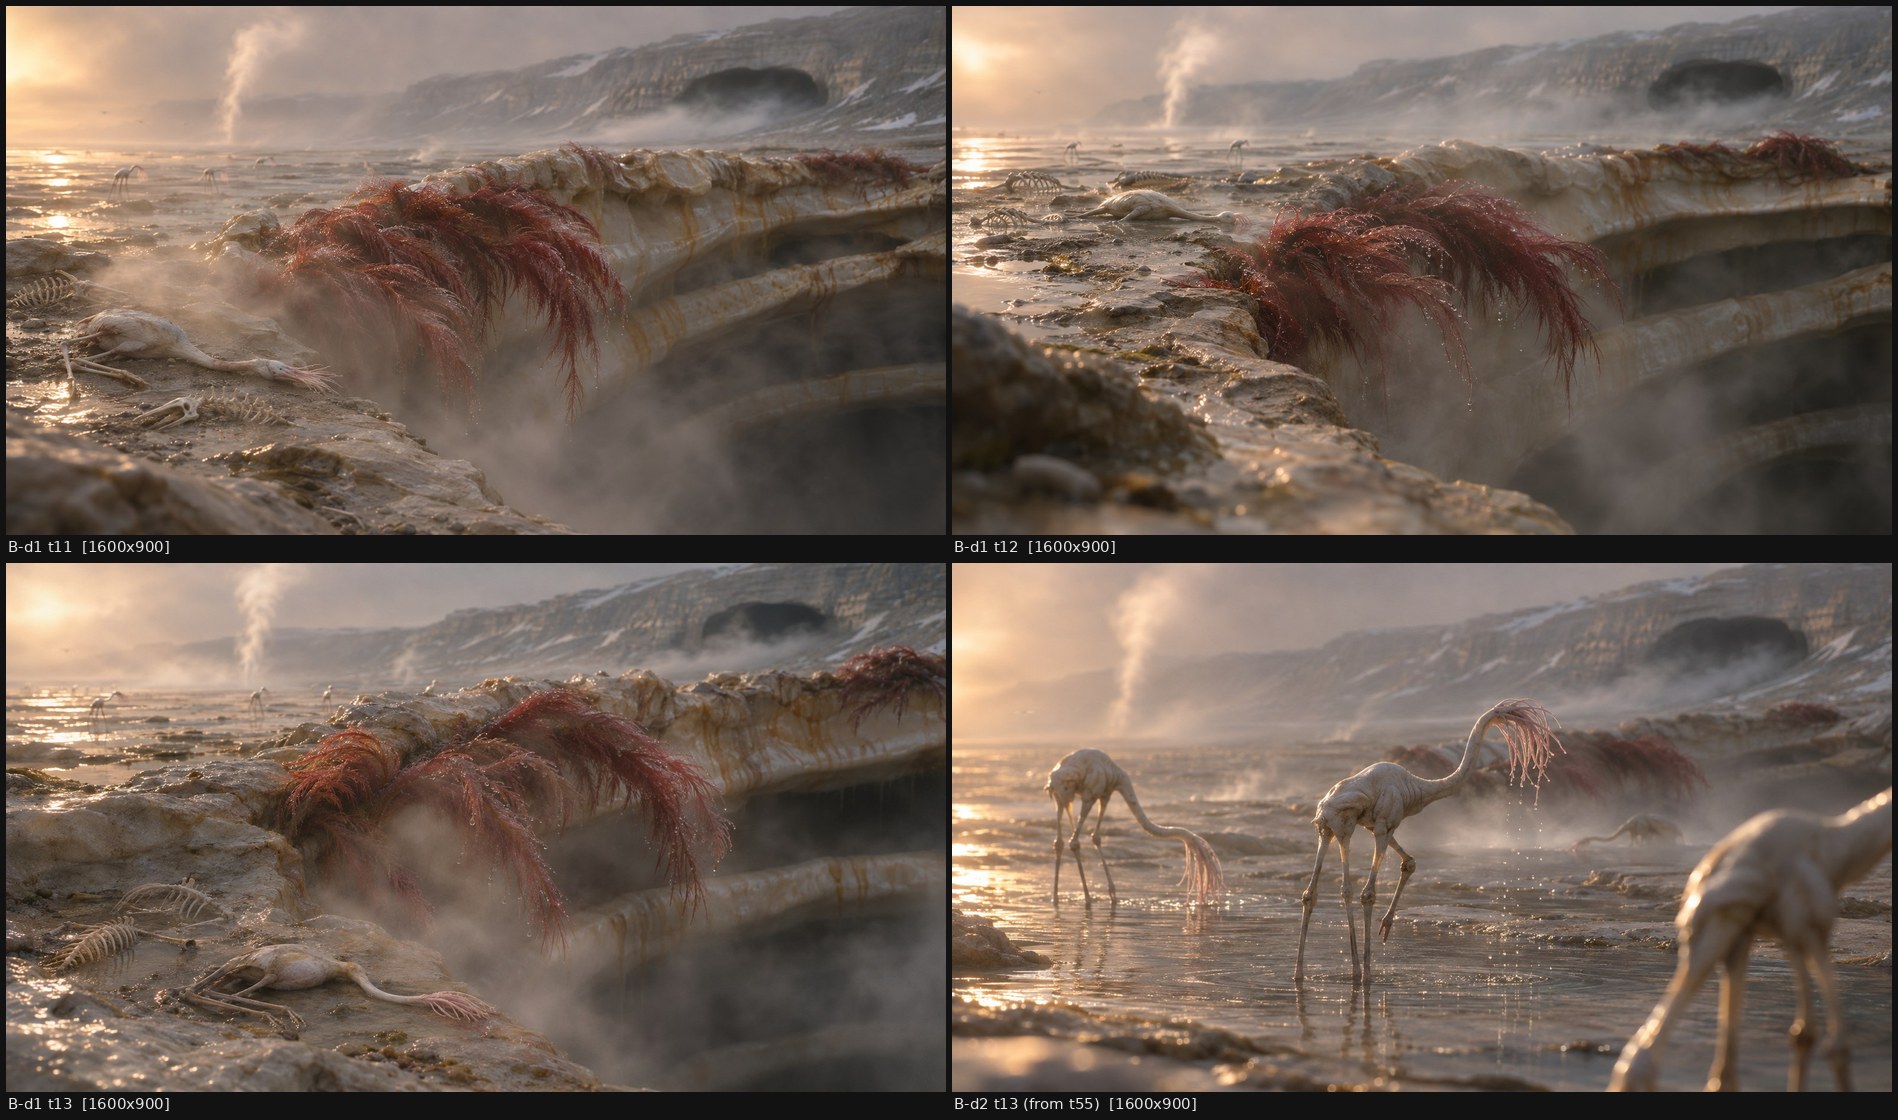 B-d1 t11  [1600x900]
B-d1 t12  [1600x900]
B-d1 t13  [1600x900]
B-d2 t13 (from t55)  [1600x900]